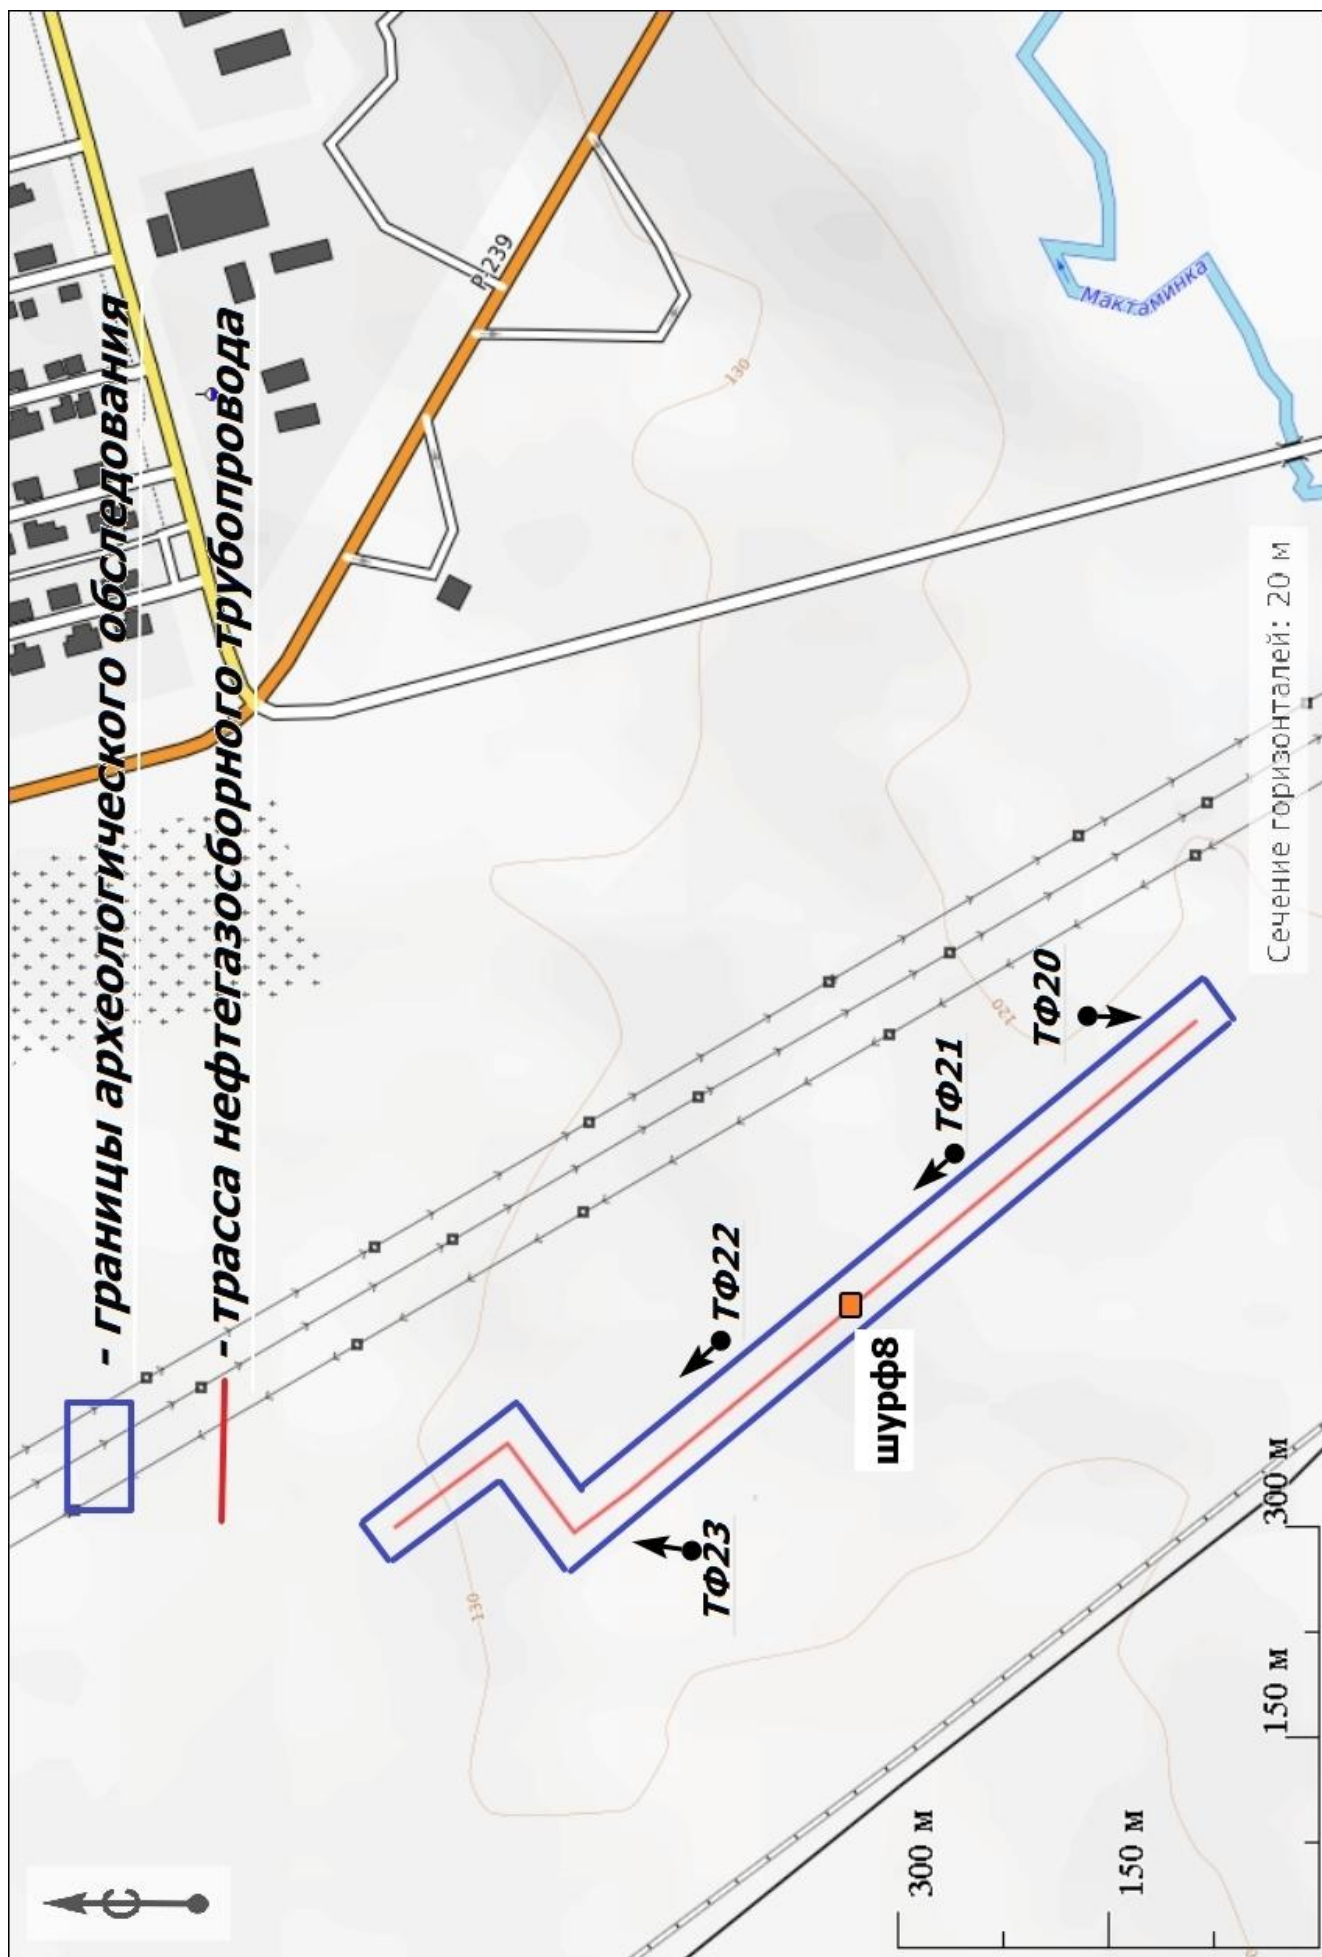 - границы археологического обследования
- трасса нефтегазосборного трубопровода
С
Р-239
130
Мактаминка
130
120
ТФ20
ТФ21
ТФ22
ТФ23
шурф8
Сечение горизонталей: 20 м
300 м
150 м
150 м
300 м